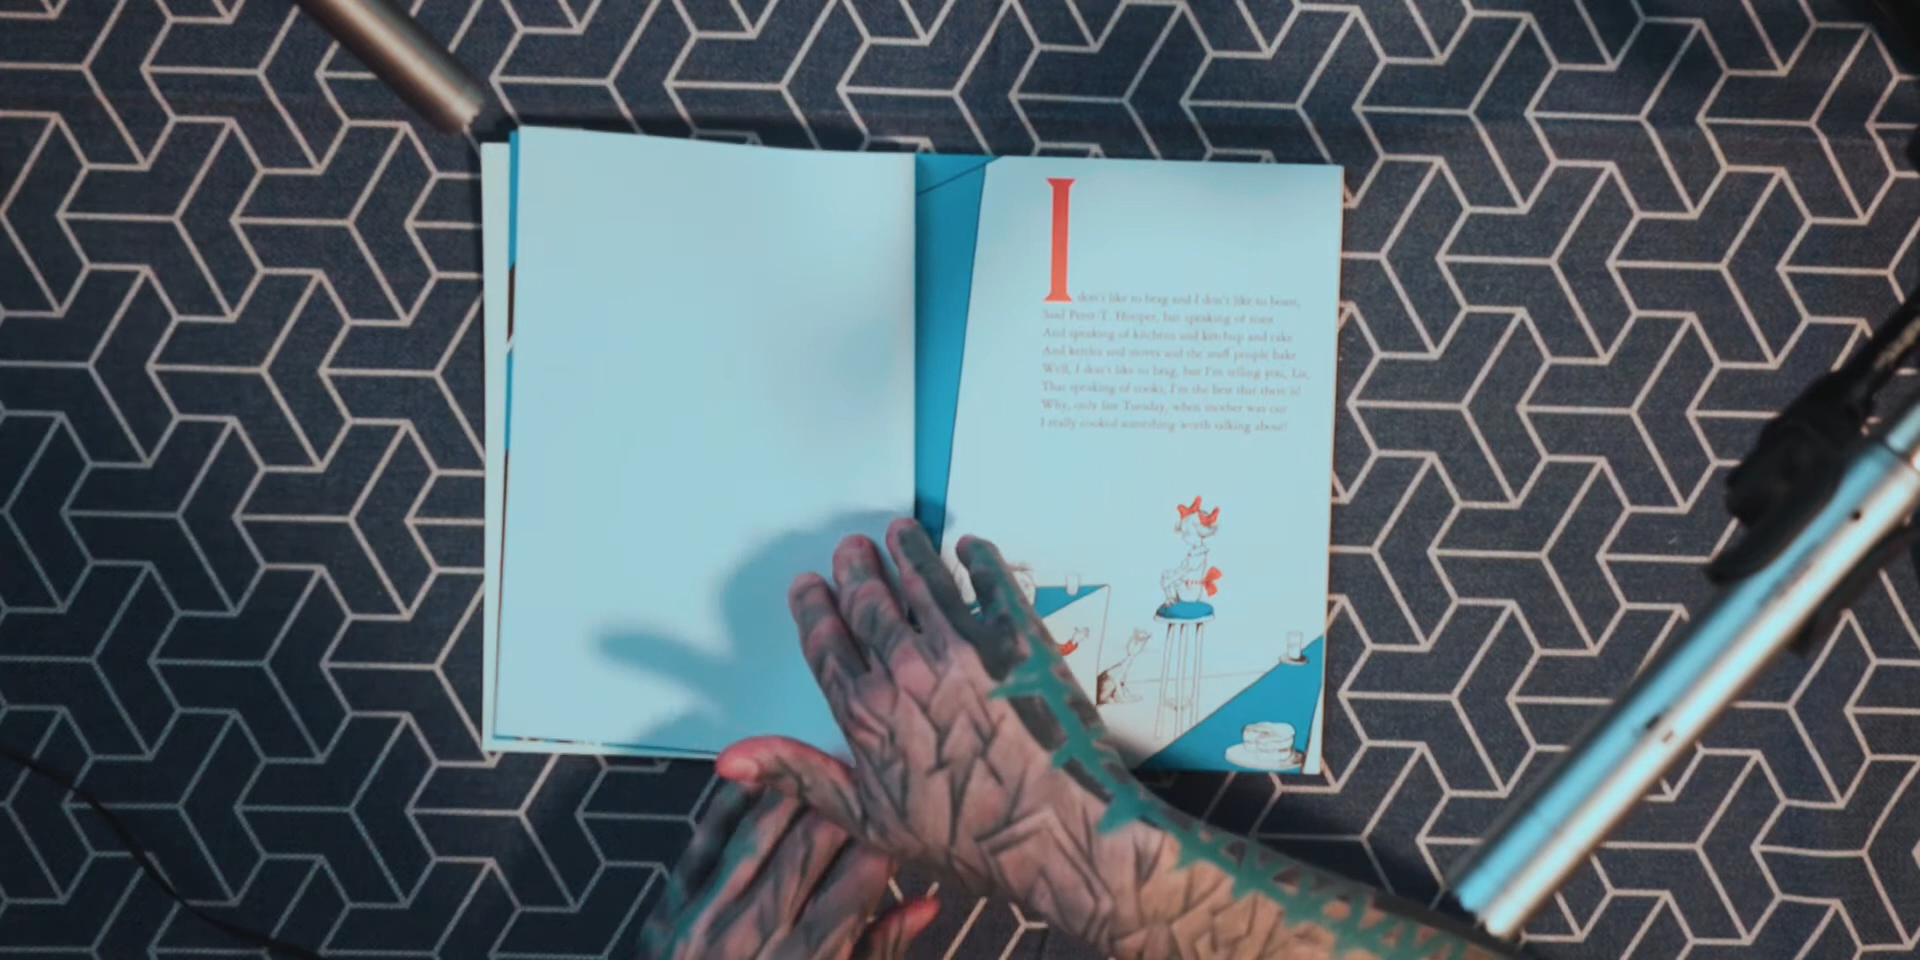 I don't like to brag and I don't like to boast,
Said Peter T. Hooper, but speaking of toast
And speaking of kitchens and ketchup and cake
And kettles and stoves and the stuff people bake
Well, I don't like to brag, but I'm telling you, Liz,
That speaking of cooks, I'm the best that there is!
Why, only last Tuesday, when mother was out
I really cooked something worth talking about!